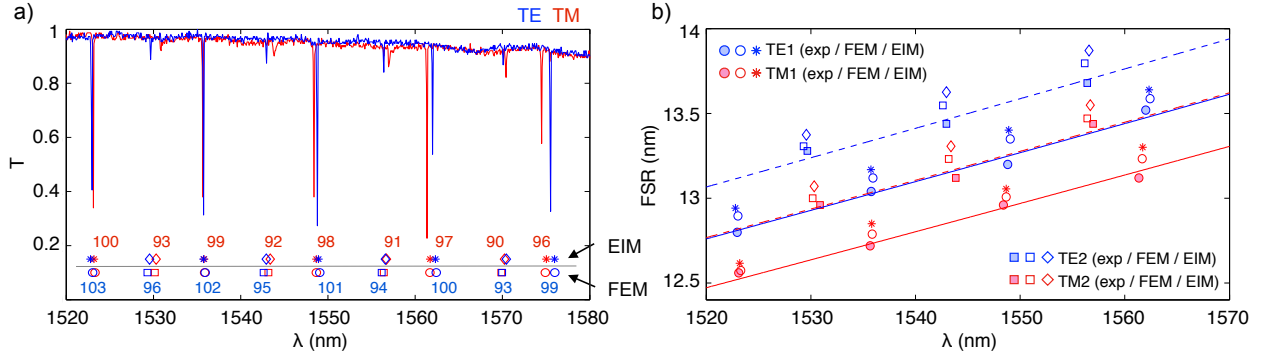 a)
TE TM
1
0.8
0.6
0.4
0.2
T
100 93 99 92 98 91 97 90 96
EIM
FEM
103 96 102 95 101 94 100 93 99
1520 1530 1540 1550 1560 1570 1580
λ (nm)
b)
14
13.5
13
12.5
FSR (nm)
TE1 (exp / FEM / EIM)
TM1 (exp / FEM / EIM)
TE2 (exp / FEM / EIM)
TM2 (exp / FEM / EIM)
1520 1530 1540 1550 1560 1570
λ (nm)